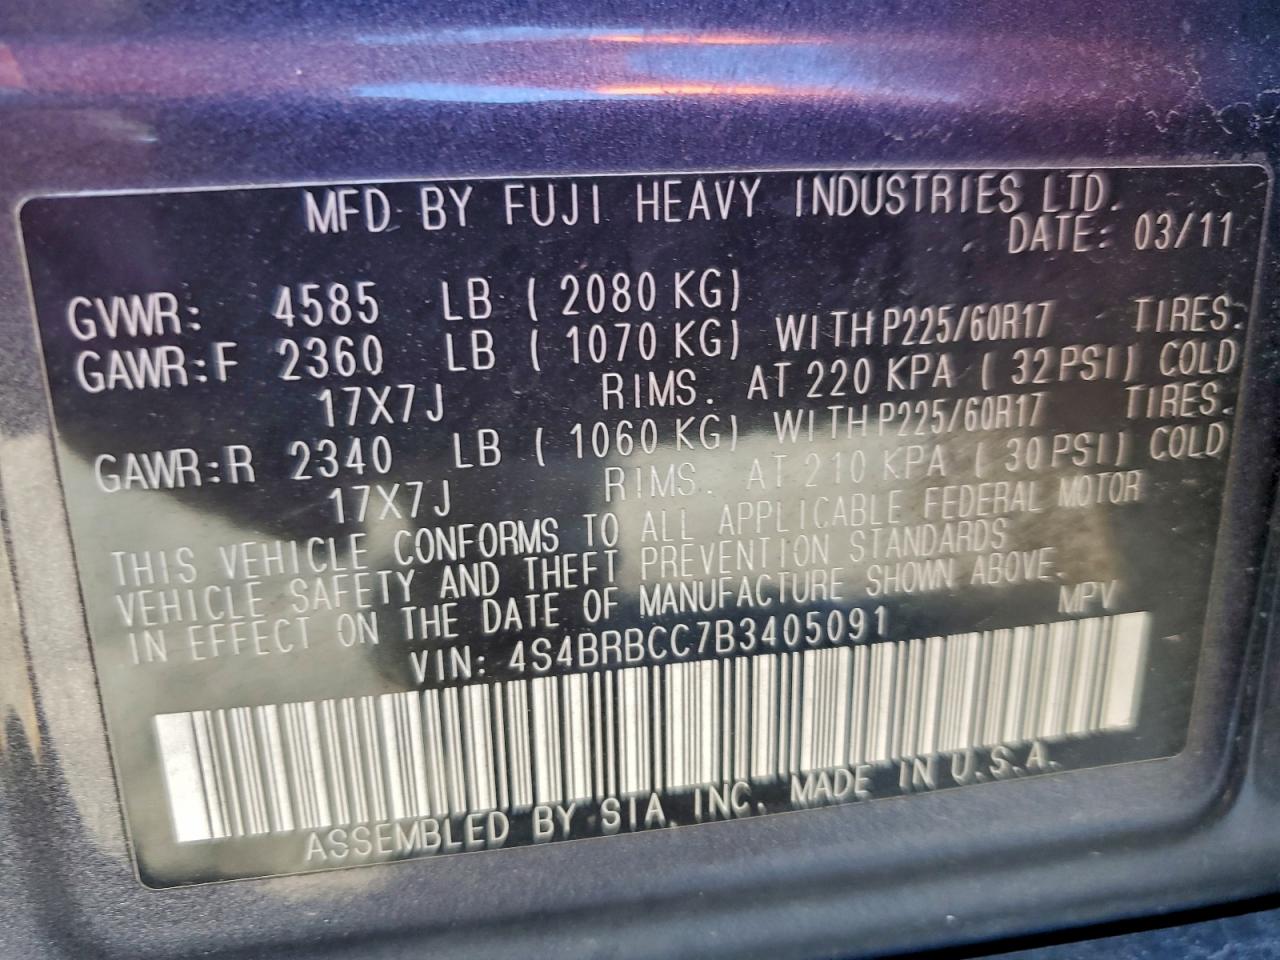 MFD BY FUJI HEAVY INDUSTRIES LTD.
DATE: 03/11
GVWR: 4585 LB ( 2080 KG)
GAWR:F 2360 LB ( 1070 KG) WITH P225/60R17 TIRES.
17X7J RIMS. AT 220 KPA ( 32 PSI) COLD
GAWR:R 2340 LB ( 1060 KG) WITH P225/60R17 TIRES.
17X7J RIMS. AT 210 KPA ( 30 PSI) COLD
THIS VEHICLE CONFORMS TO ALL APPLICABLE FEDERAL MOTOR
VEHICLE SAFETY AND THEFT PREVENTION STANDARDS
IN EFFECT ON THE DATE OF MANUFACTURE SHOWN ABOVE.
VIN: 4S4BRBCC7B3405091 MPV
ASSEMBLED BY SIA, INC. MADE IN U.S.A.